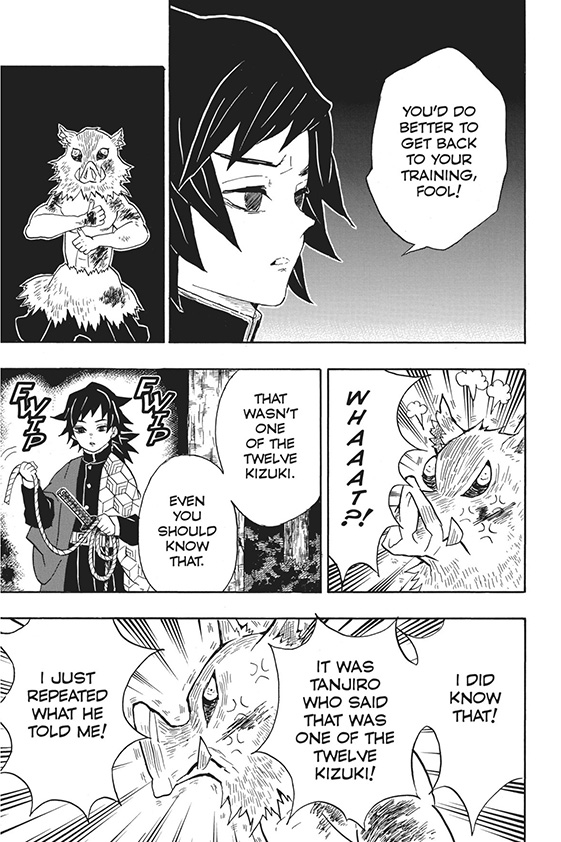 YOU'D DO
BETTER TO
GET BACK
TO YOUR
TRAINING,
FOOL!
WHAAAT?!
THAT
WASN'T
ONE
OF THE
TWELVE
KIZUKI.
EVEN
YOU
SHOULD
KNOW
THAT.
FWIP
FWIP
I DID
KNOW
THAT!
IT WAS
TANJIRO
WHO SAID
THAT WAS
ONE OF THE
TWELVE
KIZUKI!
I JUST
REPEATED
WHAT HE
TOLD ME!